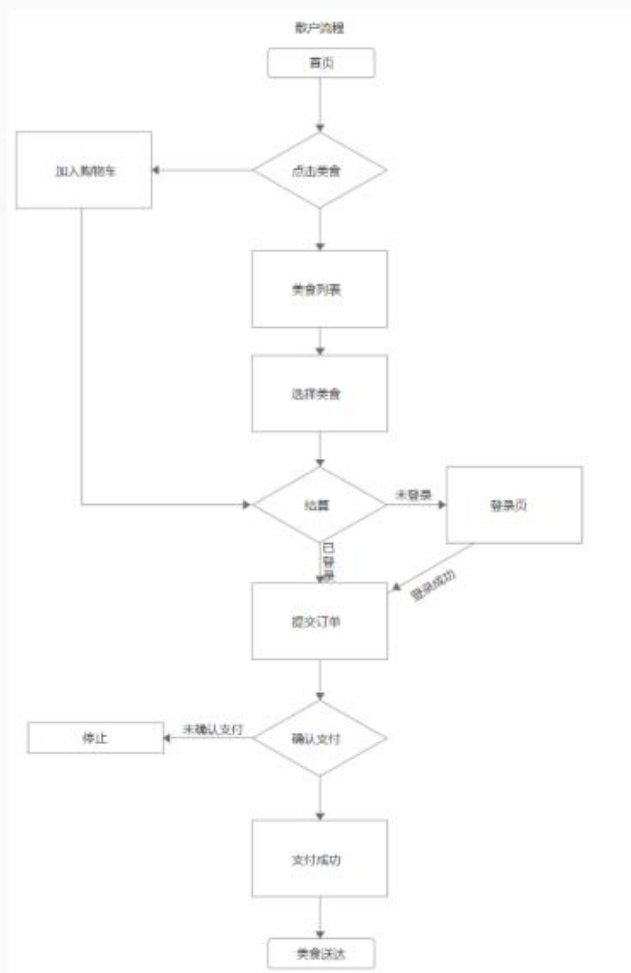 散户流程
首页
点击美食
加入购物车
美食列表
选择美食
结算
未登录
登录页
已登录
登录成功
提交订单
确认支付
未确认支付
停止
支付成功
美食送达